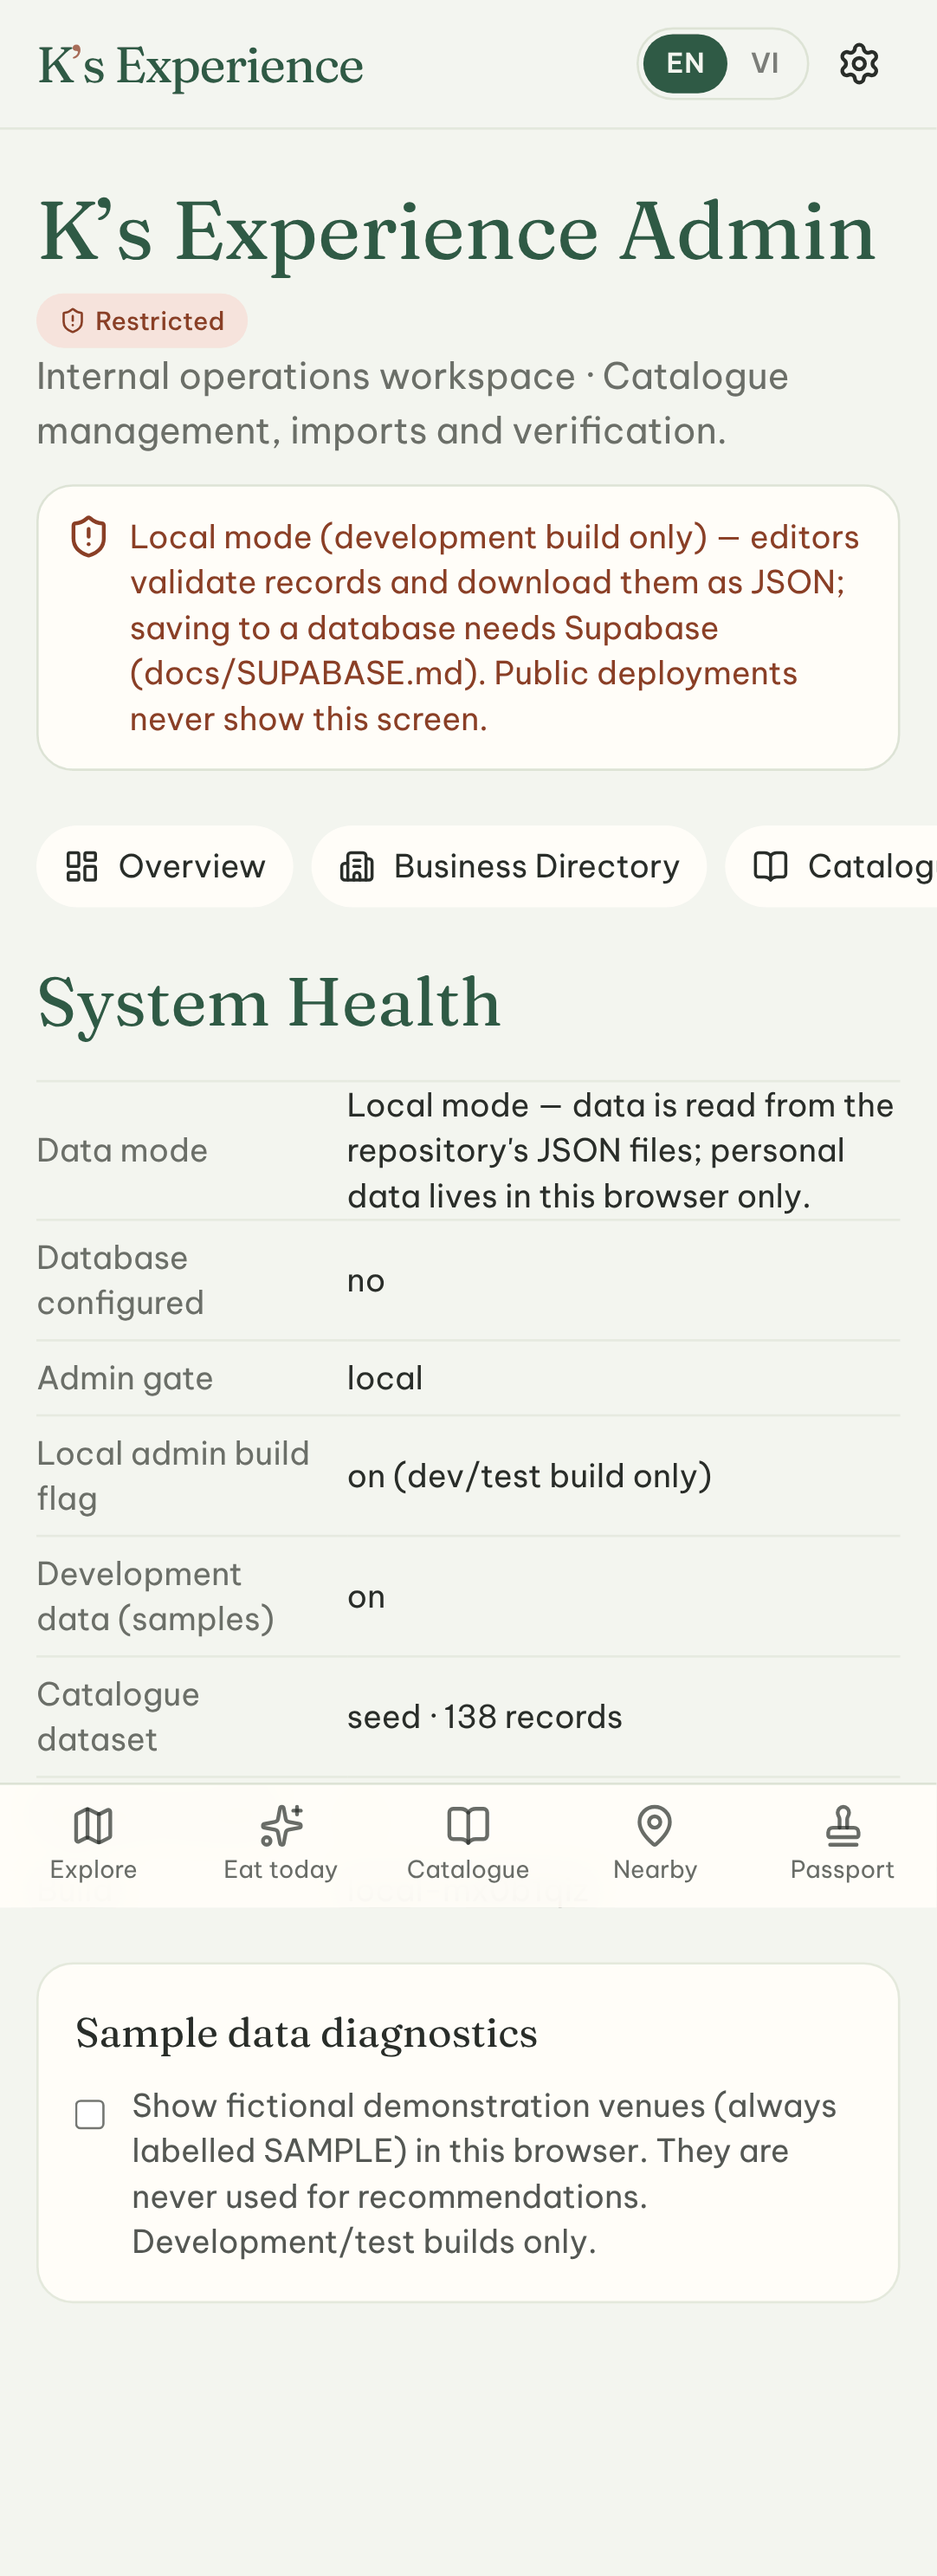 K’s Experience
EN
VI
K’s Experience Admin
Restricted
Internal operations workspace · Catalogue
management, imports and verification.
Local mode (development build only) — editors
validate records and download them as JSON;
saving to a database needs Supabase
(docs/SUPABASE.md). Public deployments
never show this screen.
Overview
Business Directory
System Health
Data mode
Local mode — data is read from the
repository's JSON files; personal
data lives in this browser only.
Database
configured
no
Admin gate
local
Local admin build
flag
on (dev/test build only)
Development
data (samples)
on
Catalogue
dataset
seed · 138 records
Explore
Eat today
Catalogue
Nearby
Passport
Sample data diagnostics
Show fictional demonstration venues (always
labelled SAMPLE) in this browser. They are
never used for recommendations.
Development/test builds only.